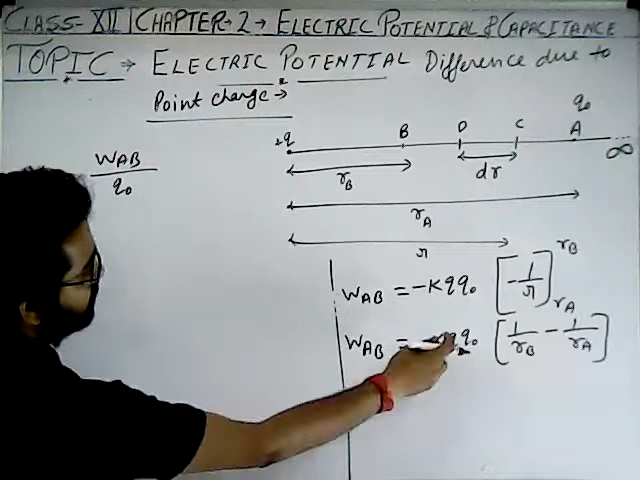 CLASS-XII | CHAPTER-2 → ELECTRIC POTENTIAL & CAPACITANCE
TOPIC → ELECTRIC POTENTIAL Difference due to
Point charge →
q₀
+q B D C A ∞
r_B dr
r_A
r
W_AB / q₀
W_AB = -Kqq₀ [-1/r]_{r_A}^{r_B}
W_AB = q₀ [1/r_B - 1/r_A]